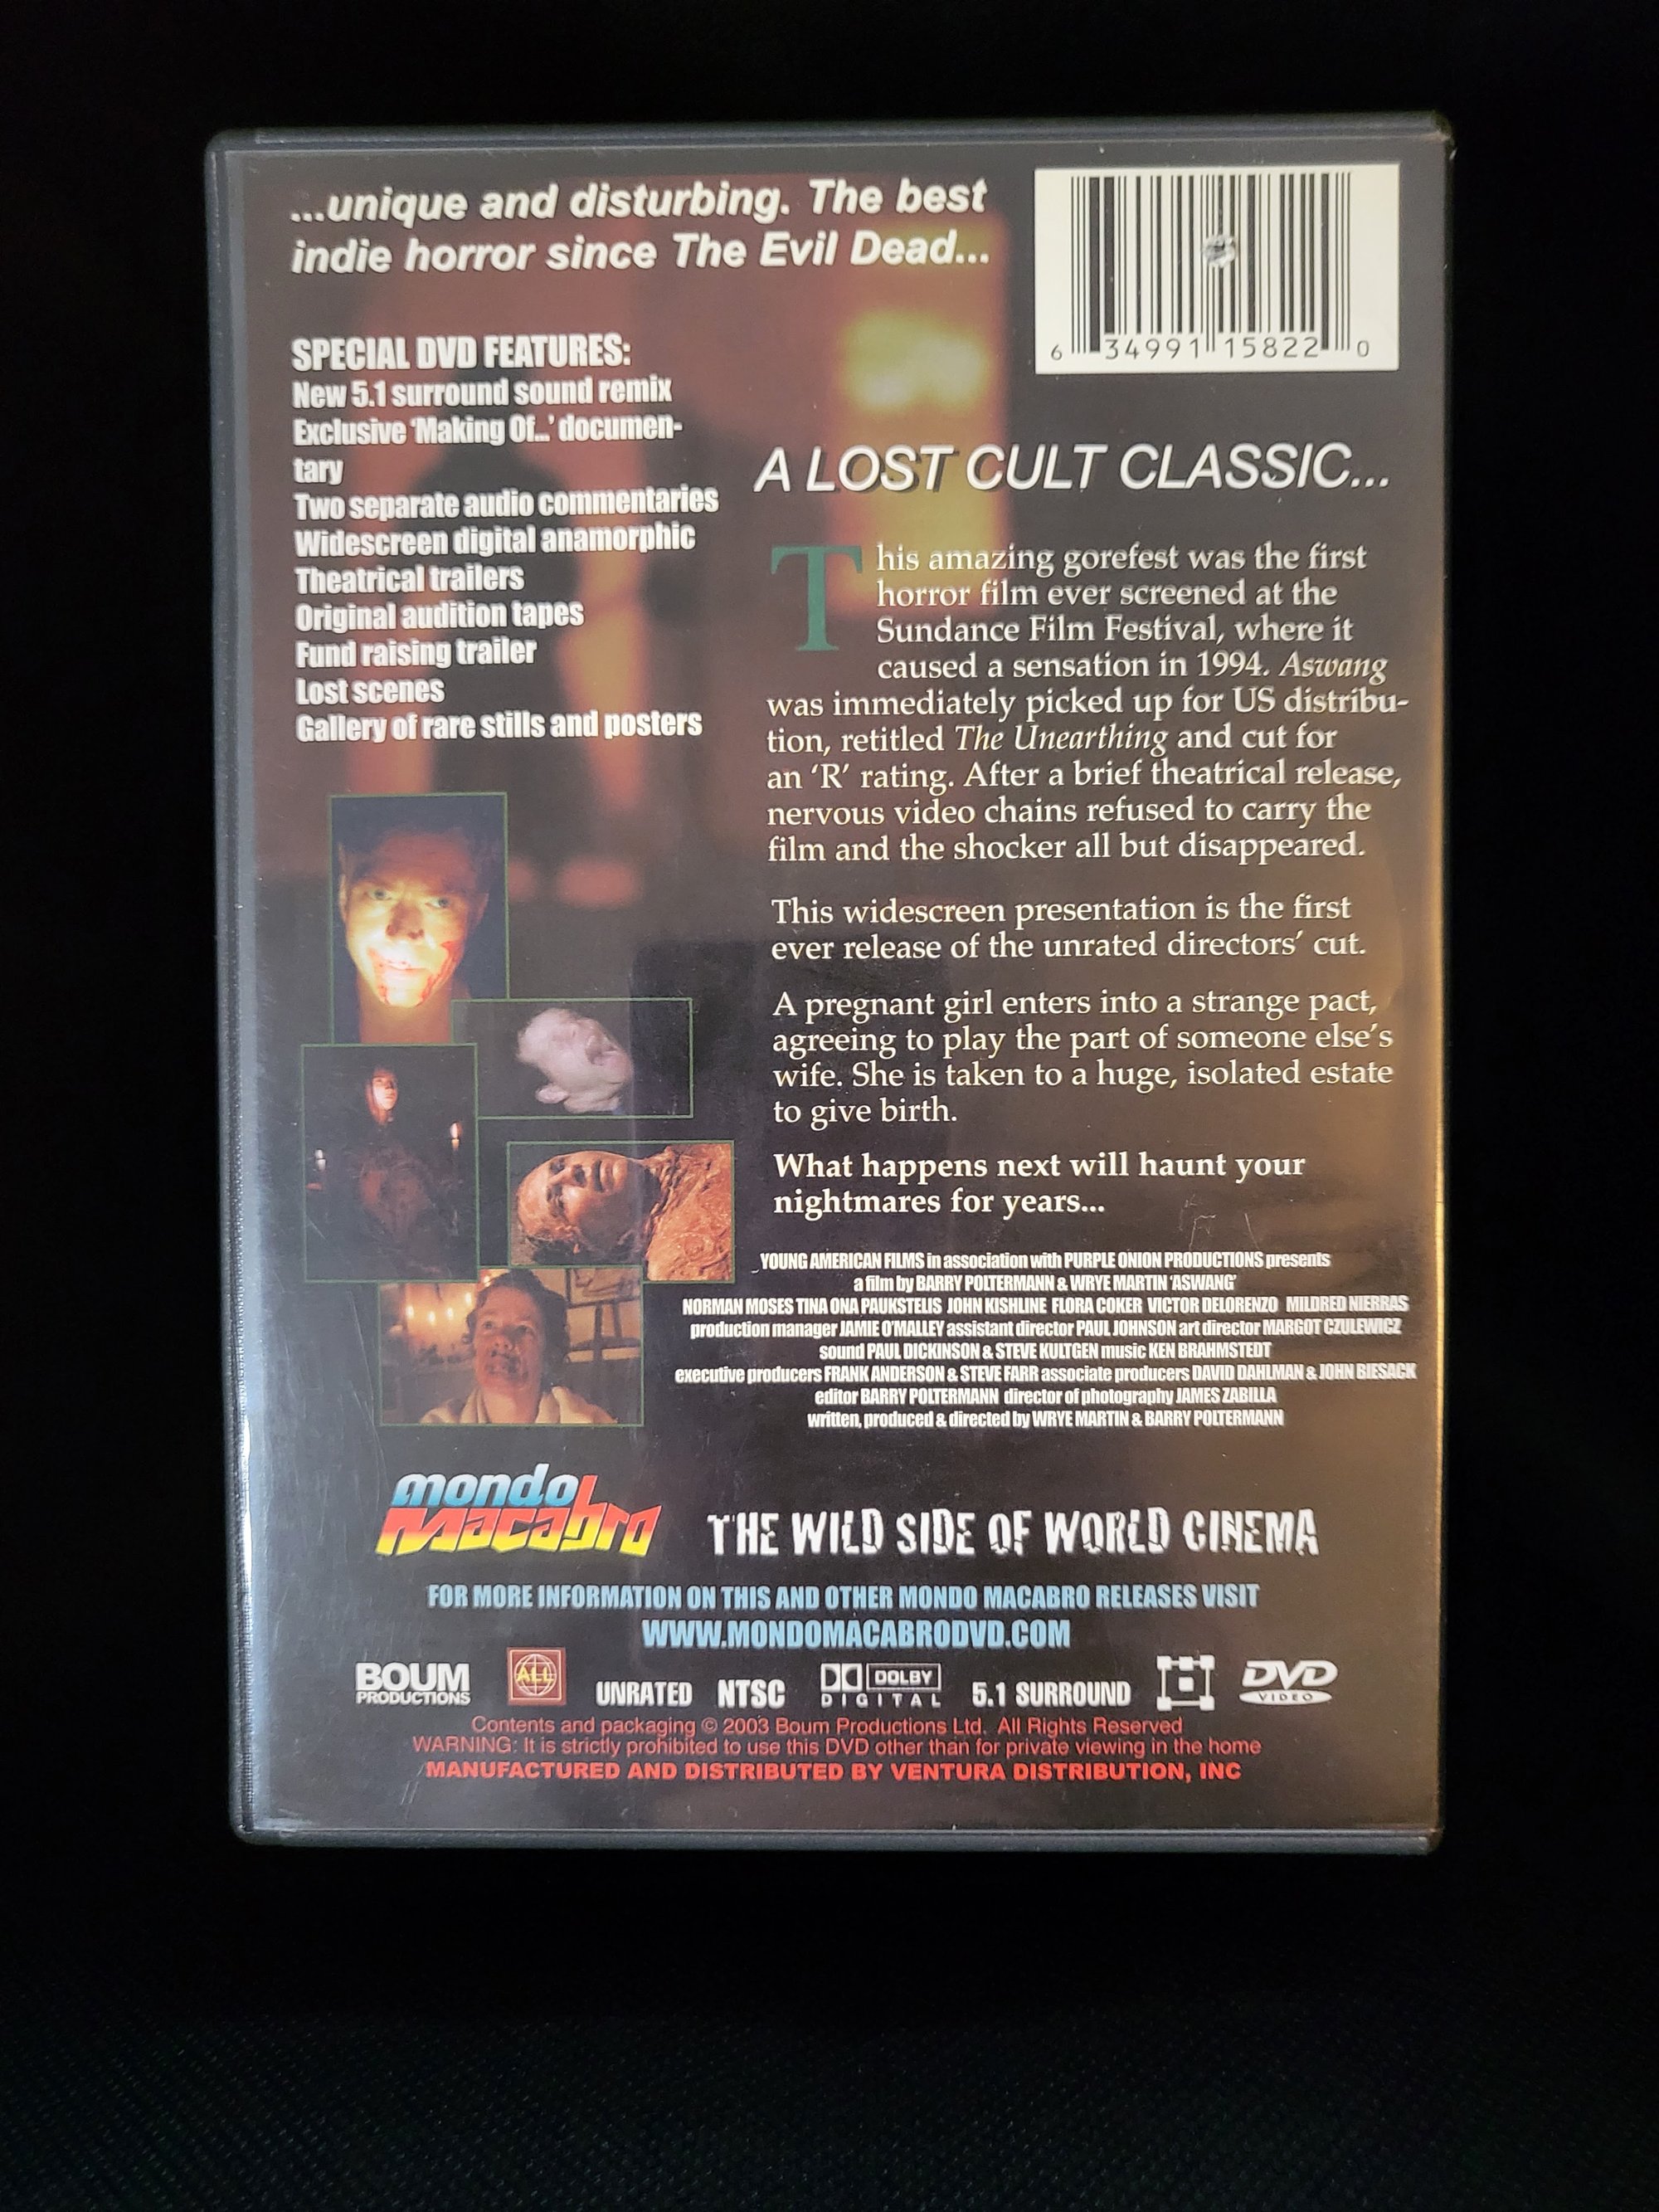 ...unique and disturbing. The best
indie horror since The Evil Dead...
6 34991 15822 0
SPECIAL DVD FEATURES:
New 5.1 surround sound remix
Exclusive ‘Making Of...’ documen-
tary
Two separate audio commentaries
Widescreen digital anamorphic
Theatrical trailers
Original audition tapes
Fund raising trailer
Lost scenes
Gallery of rare stills and posters
A LOST CULT CLASSIC...
This amazing gorefest was the first
horror film ever screened at the
Sundance Film Festival, where it
caused a sensation in 1994. Aswang
was immediately picked up for US distribu-
tion, retitled The Unearthing and cut for
an ‘R’ rating. After a brief theatrical release,
nervous video chains refused to carry the
film and the shocker all but disappeared.
This widescreen presentation is the first
ever release of the unrated directors’ cut.
A pregnant girl enters into a strange pact,
agreeing to play the part of someone else’s
wife. She is taken to a huge, isolated estate
to give birth.
What happens next will haunt your
nightmares for years...
YOUNG AMERICAN FILMS in association with PURPLE ONION PRODUCTIONS presents
a film by BARRY POLTERMANN & WRYE MARTIN ‘ASWANG’
NORMAN MOSES TINA ONA PAUKSTELIS JOHN KISHLINE FLORA COKER VICTOR DELORENZO MILDRED NIERRAS
production manager JAMIE O’MALLEY assistant director PAUL JOHNSON art director MARGOT CZULEWICZ
sound PAUL DICKINSON & STEVE KULTGEN music KEN BRAHMSTEDT
executive producers FRANK ANDERSON & STEVE FARR associate producers DAVID DAHLMAN & JOHN BIESACK
editor BARRY POLTERMANN director of photography JAMES ZABILLA
written, produced & directed by WRYE MARTIN & BARRY POLTERMANN
mondo
Macabro
THE WILD SIDE OF WORLD CINEMA
FOR MORE INFORMATION ON THIS AND OTHER MONDO MACABRO RELEASES VISIT
WWW.MONDOMACABRODVD.COM
BOUM
PRODUCTIONS
ALL
UNRATED NTSC
DOLBY
DIGITAL
5.1 SURROUND
DVD
VIDEO
Contents and packaging © 2003 Boum Productions Ltd. All Rights Reserved
WARNING: It is strictly prohibited to use this DVD other than for private viewing in the home
MANUFACTURED AND DISTRIBUTED BY VENTURA DISTRIBUTION, INC